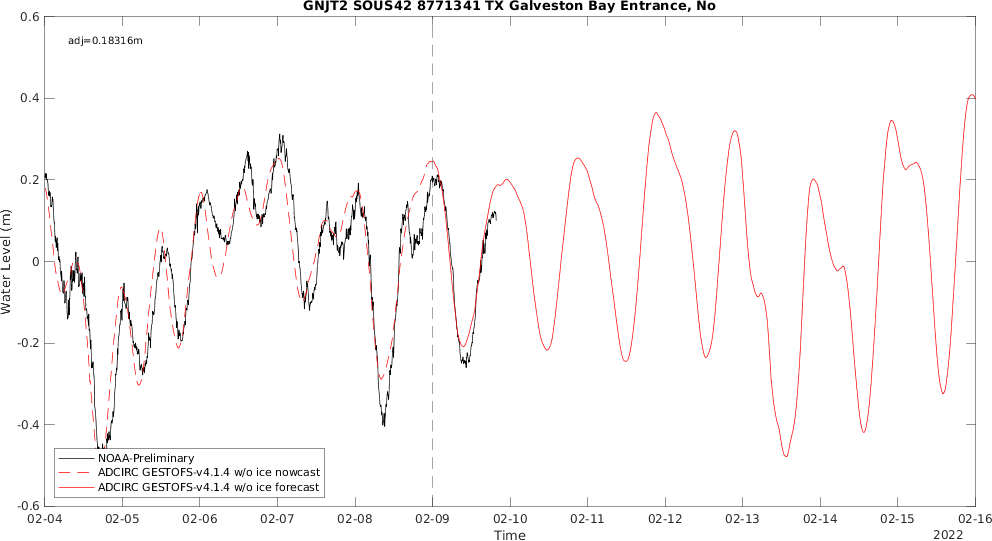 GNJT2 SOUS42 8771341 TX Galveston Bay Entrance, No
adj=0.18316m
Water Level (m)
0.6
0.4
0.2
0
-0.2
-0.4
-0.6
NOAA-Preliminary
ADCIRC GESTOFS-v4.1.4 w/o ice nowcast
ADCIRC GESTOFS-v4.1.4 w/o ice forecast
02-04 02-05 02-06 02-07 02-08 02-09 02-10 02-11 02-12 02-13 02-14 02-15 02-16
Time
2022